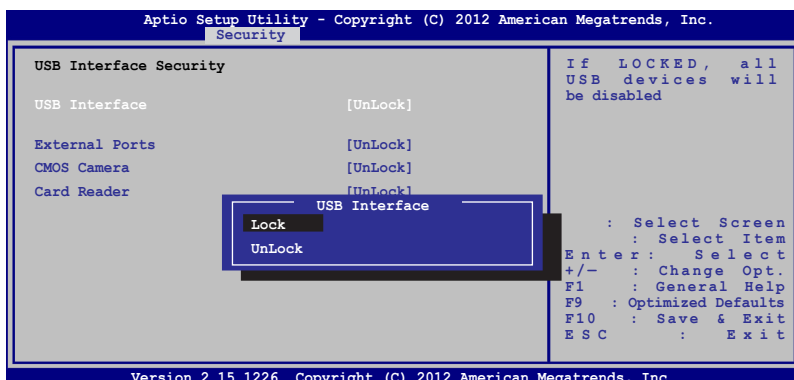 Aptio Setup Utility - Copyright (C) 2012 American Megatrends, Inc.
Security
USB Interface Security
USB Interface [UnLock]
External Ports [UnLock]
CMOS Camera [UnLock]
Card Reader [UnLock]
USB Interface
Lock
UnLock
If LOCKED, all
USB devices will
be disabled
: Select Screen
: Select Item
Enter: Select
+/— : Change Opt.
F1 : General Help
F9 : Optimized Defaults
F10 : Save & Exit
ESC : Exit
Version 2.15.1226. Copyright (C) 2012 American Megatrends, Inc.